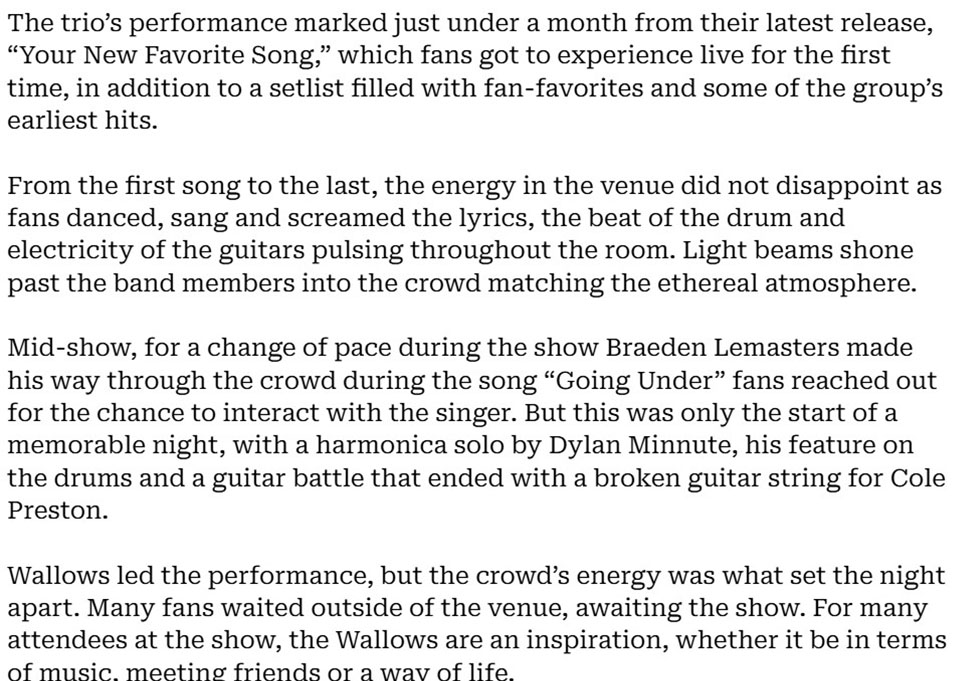 The trio’s performance marked just under a month from their latest release,
“Your New Favorite Song,” which fans got to experience live for the first
time, in addition to a setlist filled with fan-favorites and some of the group’s
earliest hits.
From the first song to the last, the energy in the venue did not disappoint as
fans danced, sang and screamed the lyrics, the beat of the drum and
electricity of the guitars pulsing throughout the room. Light beams shone
past the band members into the crowd matching the ethereal atmosphere.
Mid-show, for a change of pace during the show Braeden Lemasters made
his way through the crowd during the song “Going Under” fans reached out
for the chance to interact with the singer. But this was only the start of a
memorable night, with a harmonica solo by Dylan Minnute, his feature on
the drums and a guitar battle that ended with a broken guitar string for Cole
Preston.
Wallows led the performance, but the crowd’s energy was what set the night
apart. Many fans waited outside of the venue, awaiting the show. For many
attendees at the show, the Wallows are an inspiration, whether it be in terms
of music, meeting friends or a way of life.